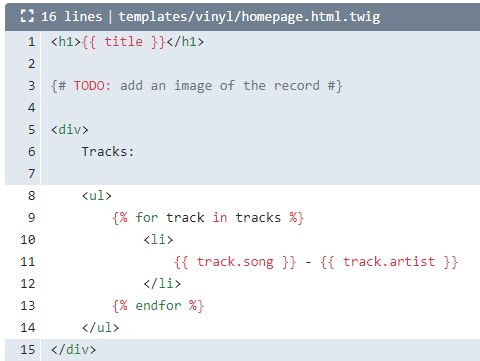 16 lines | templates/vinyl/homepage.html.twig
1 <h1>{{ title }}</h1>
2
3 {# TODO: add an image of the record #}
4
5 <div>
6     Tracks:
7
8     <ul>
9         {% for track in tracks %}
10             <li>
11                 {{ track.song }} - {{ track.artist }}
12             </li>
13         {% endfor %}
14     </ul>
15 </div>